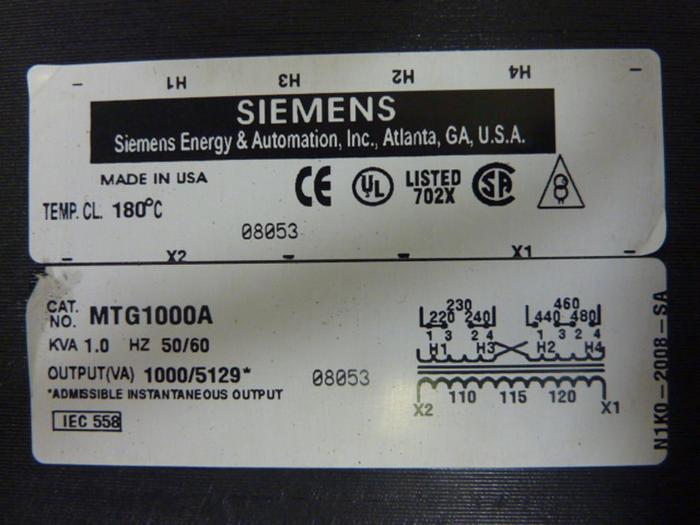 H1 H3 H2 H4
SIEMENS
Siemens Energy & Automation, Inc., Atlanta, GA, U.S.A.
MADE IN USA
CE UL LISTED 702X SA
TEMP. CL. 180°C
08053
X2 X1
CAT. NO. MTG1000A
KVA 1.0 HZ 50/60
OUTPUT(VA) 1000/5129*
*ADMISSIBLE INSTANTANEOUS OUTPUT
IEC 558
08053
230 460
220 240 440 480
1 3 2 4 1 3 2 4
H1 H3 H2 H4
110 115 120
X2 X1
N1K0-2008-SA